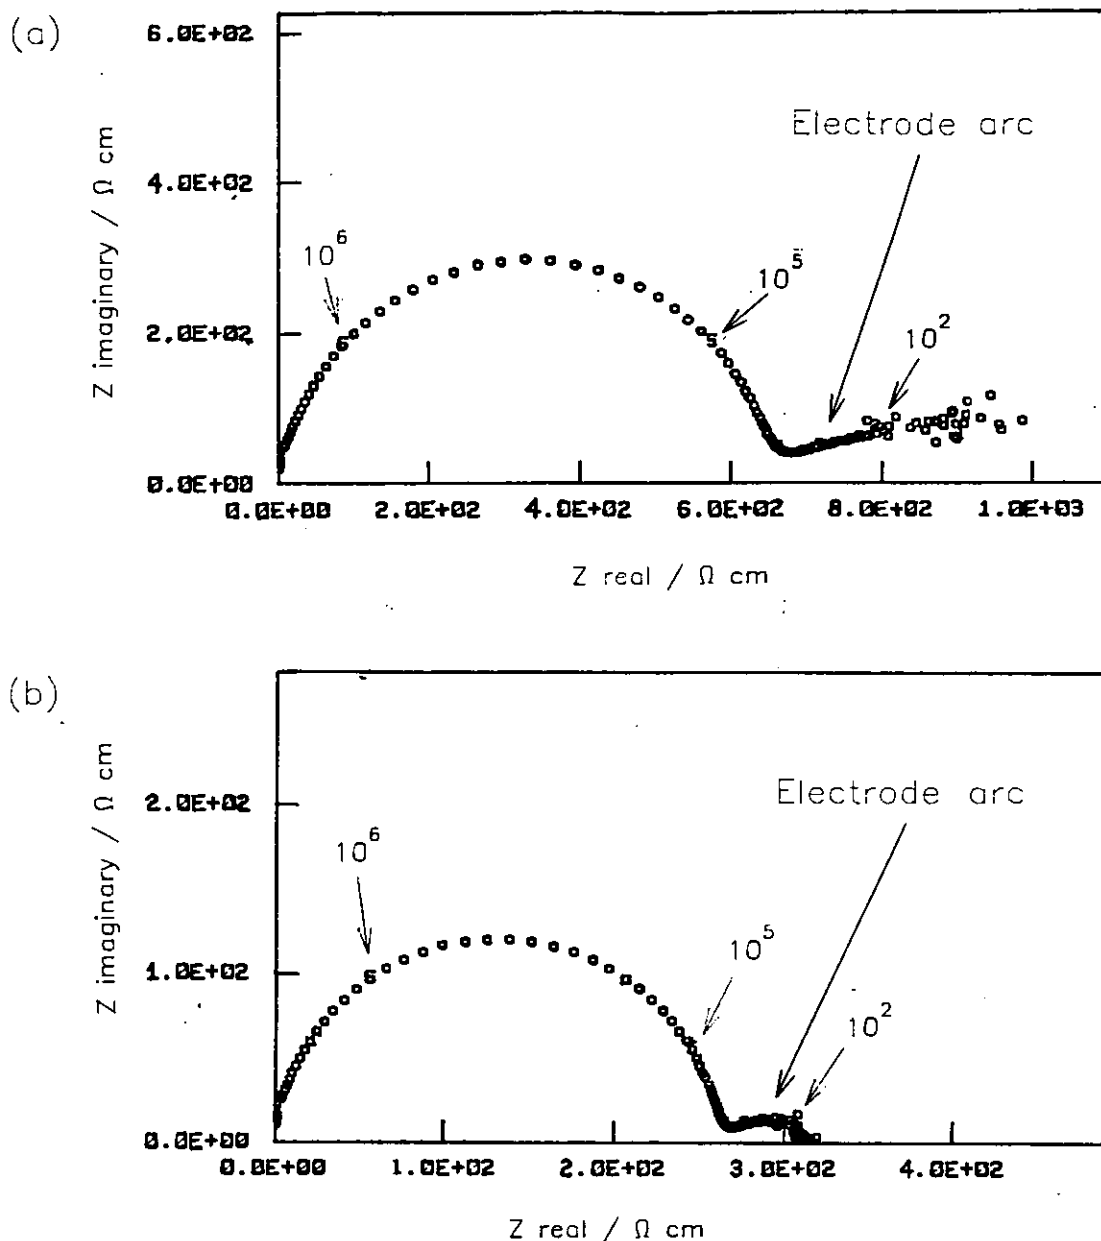 (a)
6.0E+02
4.0E+02
2.0E+02
0.0E+00
Z imaginary / Ω cm
10^6
Electrode arc
10^5
10^2
6
5
0.0E+00 2.0E+02 4.0E+02 6.0E+02 8.0E+02 1.0E+03
Z real / Ω cm
(b)
2.0E+02
1.0E+02
0.0E+00
Z imaginary / Ω cm
10^6
Electrode arc
10^5
10^2
6
0.0E+00 1.0E+02 2.0E+02 3.0E+02 4.0E+02
Z real / Ω cm